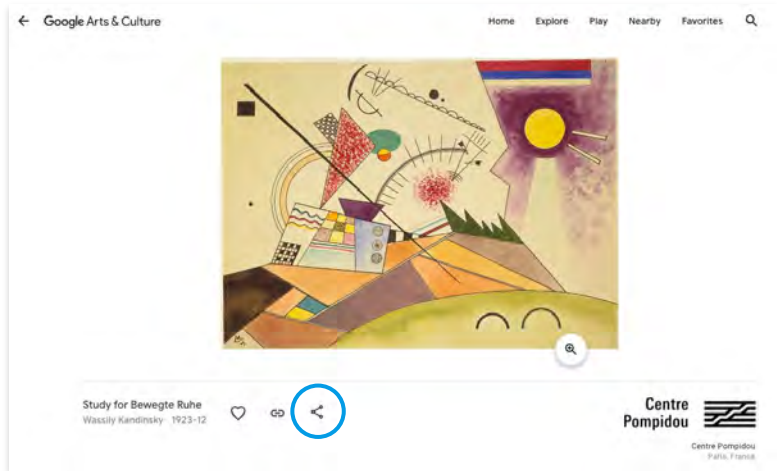 Google Arts & Culture
Home Explore Play Nearby Favorites
Study for Bewegte Ruhe
Wassily Kandinsky 1923-12
Centre
Pompidou
Centre Pompidou
Paris, France